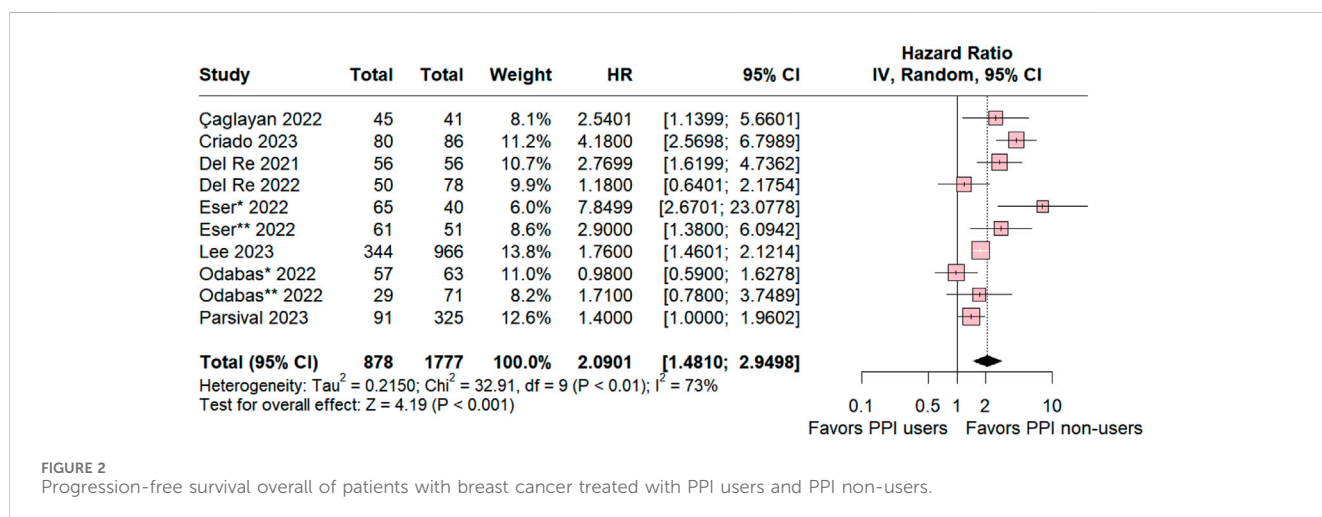 Hazard Ratio
Study Total Total Weight HR 95% CI IV, Random, 95% CI
Çaglayan 2022 45 41 8.1% 2.5401 [1.1399; 5.6601]
Criado 2023 80 86 11.2% 4.1800 [2.5698; 6.7989]
Del Re 2021 56 56 10.7% 2.7699 [1.6199; 4.7362]
Del Re 2022 50 78 9.9% 1.1800 [0.6401; 2.1754]
Eser* 2022 65 40 6.0% 7.8499 [2.6701; 23.0778]
Eser** 2022 61 51 8.6% 2.9000 [1.3800; 6.0942]
Lee 2023 344 966 13.8% 1.7600 [1.4601; 2.1214]
Odabas* 2022 57 63 11.0% 0.9800 [0.5900; 1.6278]
Odabas** 2022 29 71 8.2% 1.7100 [0.7800; 3.7489]
Parsival 2023 91 325 12.6% 1.4000 [1.0000; 1.9602]
Total (95% CI) 878 1777 100.0% 2.0901 [1.4810; 2.9498]
Heterogeneity: Tau² = 0.2150; Chi² = 32.91, df = 9 (P < 0.01); I² = 73%
Test for overall effect: Z = 4.19 (P < 0.001)
0.1 0.5 1 2 10
Favors PPI users Favors PPI non-users
FIGURE 2
Progression-free survival overall of patients with breast cancer treated with PPI users and PPI non-users.